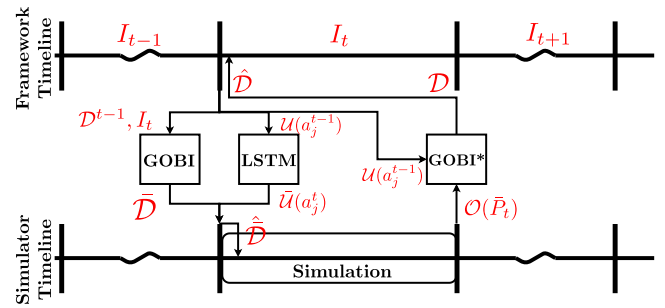 Framework
Timeline
I_{t-1}
I_t
I_{t+1}
\hat{\mathcal{D}}
\mathcal{D}
\mathcal{D}^{t-1}, I_t
\mathcal{U}(a_j^{t-1})
GOBI
LSTM
GOBI*
\mathcal{U}(a_j^{t-1})
\bar{\mathcal{D}}
\bar{\mathcal{U}}(a_j^t)
\mathcal{O}(\bar{P}_t)
\hat{\bar{\mathcal{D}}}
Simulator
Timeline
Simulation